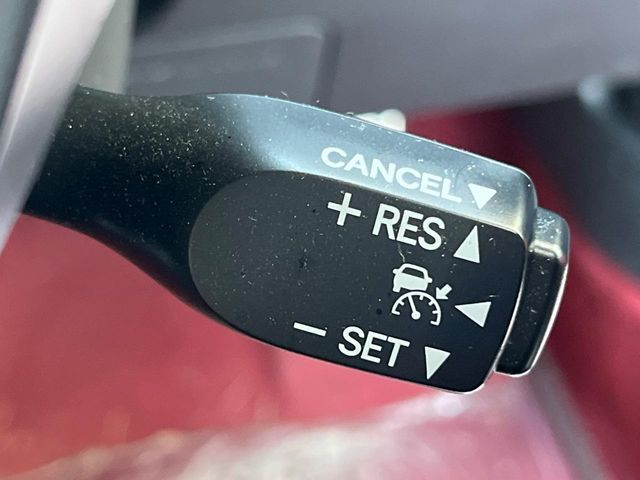 CANCEL ▼
+ RES ▲
− SET ▼